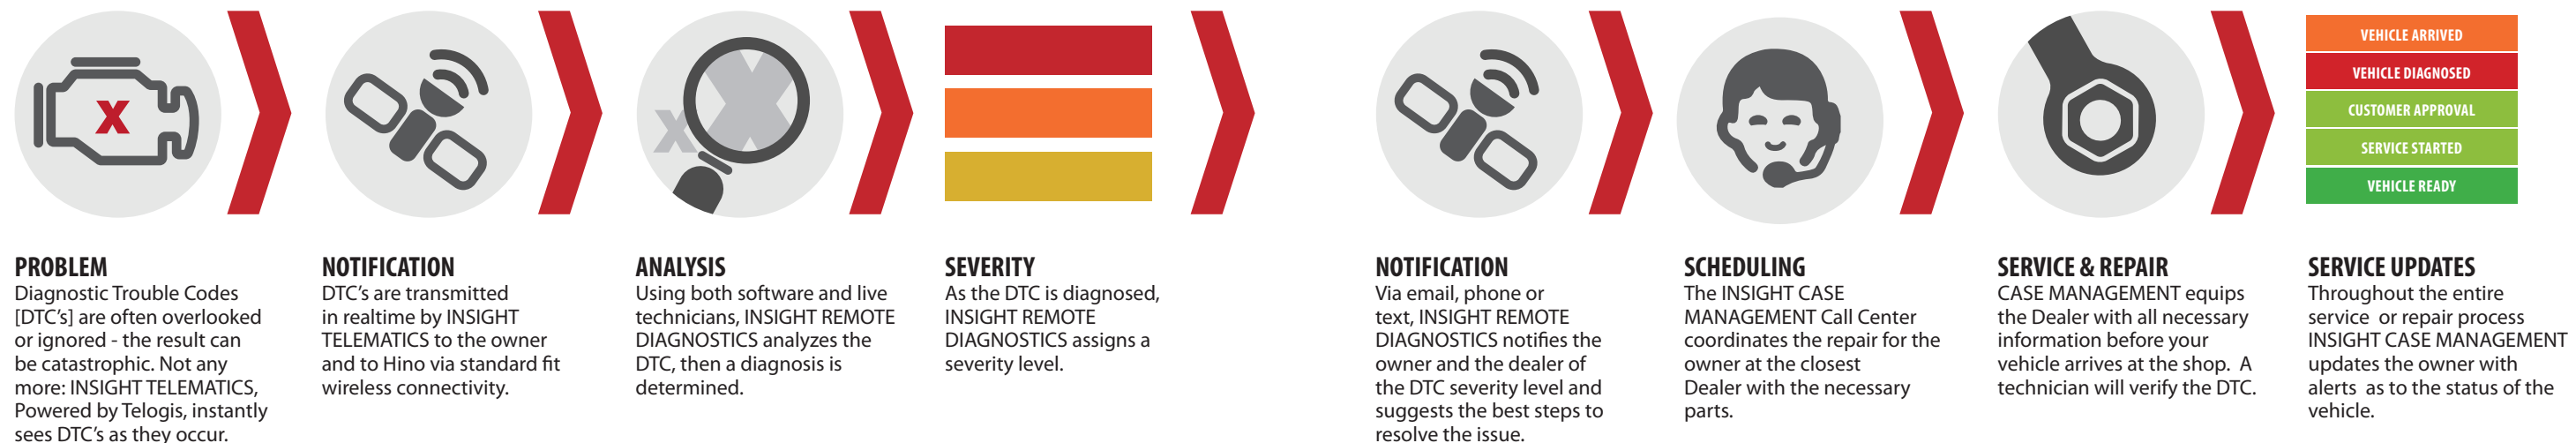 PROBLEM
Diagnostic Trouble Codes
[DTC's] are often overlooked
or ignored - the result can
be catastrophic. Not any
more: INSIGHT TELEMATICS,
Powered by Telogis, instantly
sees DTC's as they occur.
NOTIFICATION
DTC's are transmitted
in realtime by INSIGHT
TELEMATICS to the owner
and to Hino via standard fit
wireless connectivity.
ANALYSIS
Using both software and live
technicians, INSIGHT REMOTE
DIAGNOSTICS analyzes the
DTC, then a diagnosis is
determined.
SEVERITY
As the DTC is diagnosed,
INSIGHT REMOTE
DIAGNOSTICS assigns a
severity level.
NOTIFICATION
Via email, phone or
text, INSIGHT REMOTE
DIAGNOSTICS notifies the
owner and the dealer of
the DTC severity level and
suggests the best steps to
resolve the issue.
SCHEDULING
The INSIGHT CASE
MANAGEMENT Call Center
coordinates the repair for the
owner at the closest
Dealer with the necessary
parts.
SERVICE & REPAIR
CASE MANAGEMENT equips
the Dealer with all necessary
information before your
vehicle arrives at the shop. A
technician will verify the DTC.
VEHICLE ARRIVED
VEHICLE DIAGNOSED
CUSTOMER APPROVAL
SERVICE STARTED
VEHICLE READY
SERVICE UPDATES
Throughout the entire
service or repair process
INSIGHT CASE MANAGEMENT
updates the owner with
alerts as to the status of the
vehicle.